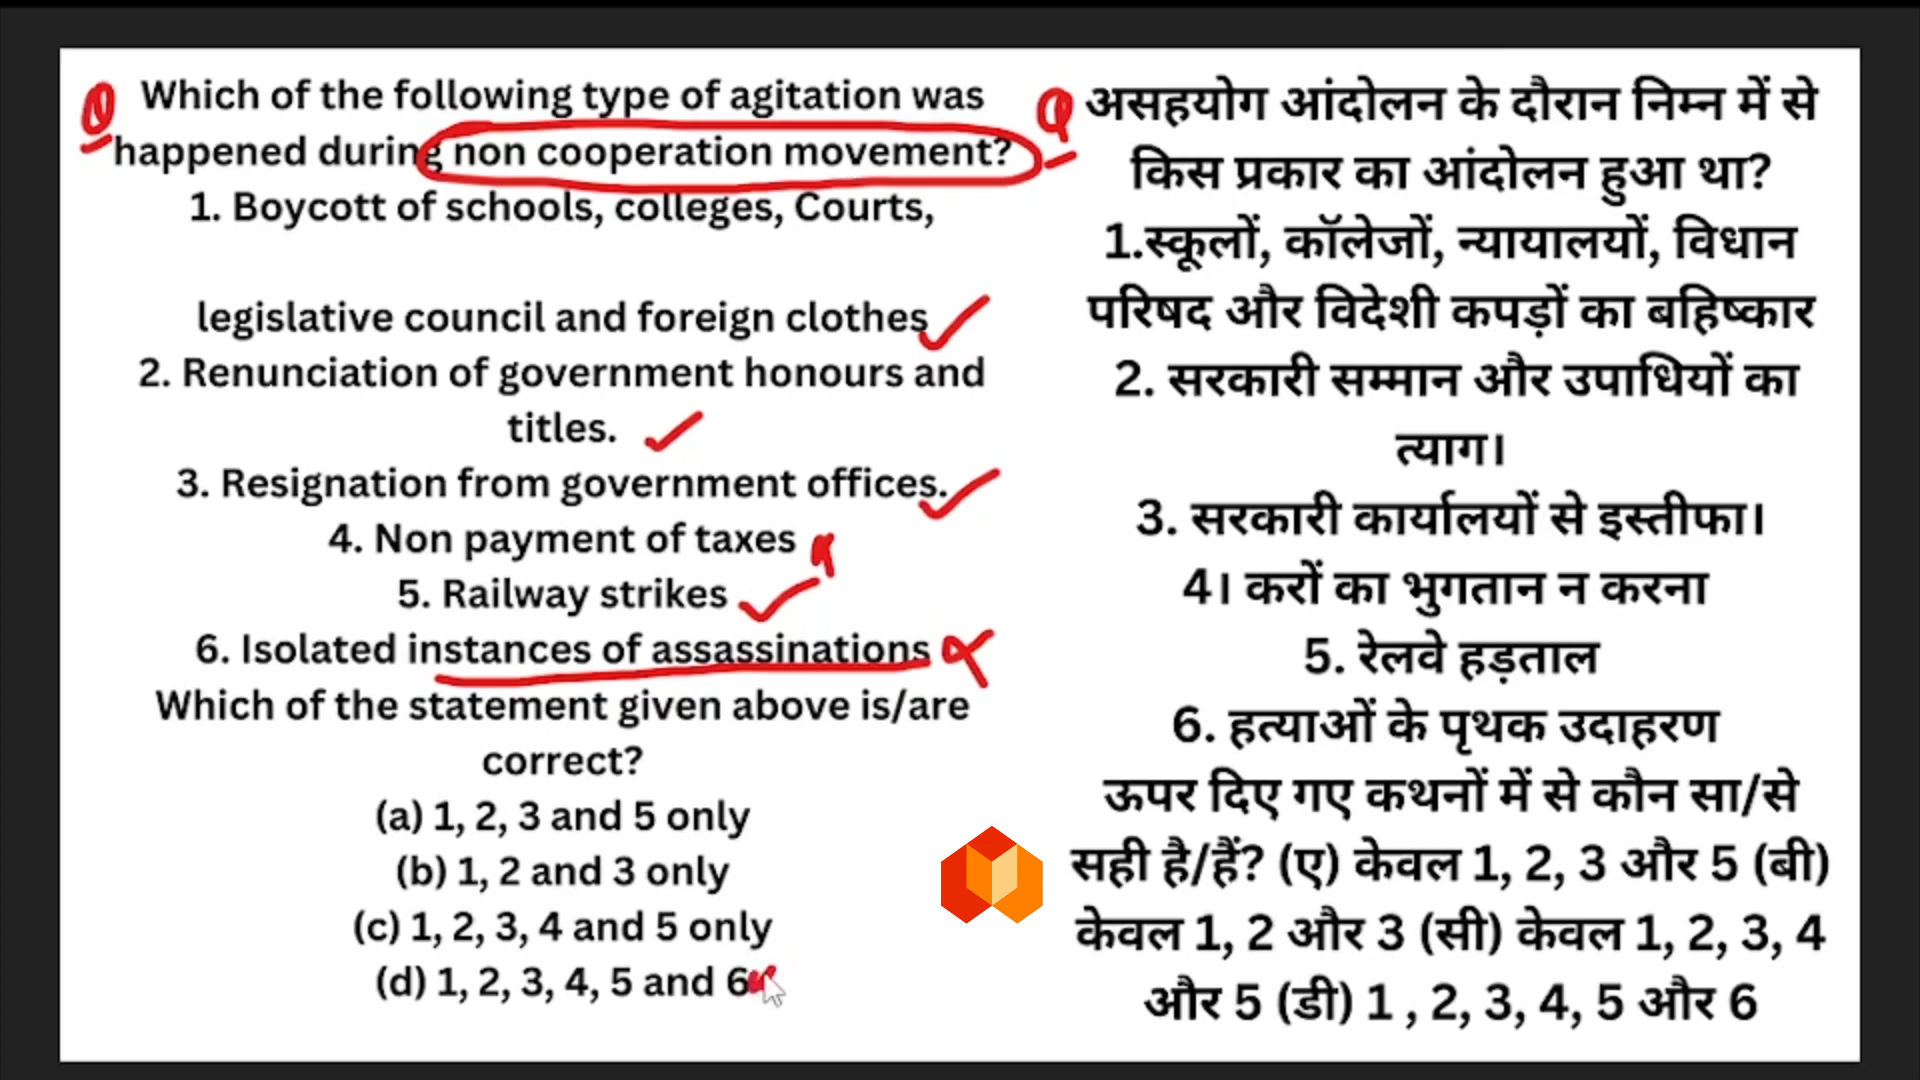 Which of the following type of agitation was
happened during non cooperation movement?
1. Boycott of schools, colleges, Courts,
legislative council and foreign clothes
2. Renunciation of government honours and
titles.
3. Resignation from government offices.
4. Non payment of taxes
5. Railway strikes
6. Isolated instances of assassinations
Which of the statement given above is/are
correct?
(a) 1, 2, 3 and 5 only
(b) 1, 2 and 3 only
(c) 1, 2, 3, 4 and 5 only
(d) 1, 2, 3, 4, 5 and 6
असहयोग आंदोलन के दौरान निम्न में से
किस प्रकार का आंदोलन हुआ था?
1.स्कूलों, कॉलेजों, न्यायालयों, विधान
परिषद और विदेशी कपड़ों का बहिष्कार
2. सरकारी सम्मान और उपाधियों का
त्याग।
3. सरकारी कार्यालयों से इस्तीफा।
4। करों का भुगतान न करना
5. रेलवे हड़ताल
6. हत्याओं के पृथक उदाहरण
ऊपर दिए गए कथनों में से कौन सा/से
सही है/हैं? (ए) केवल 1, 2, 3 और 5 (बी)
केवल 1, 2 और 3 (सी) केवल 1, 2, 3, 4
और 5 (डी) 1 , 2, 3, 4, 5 और 6